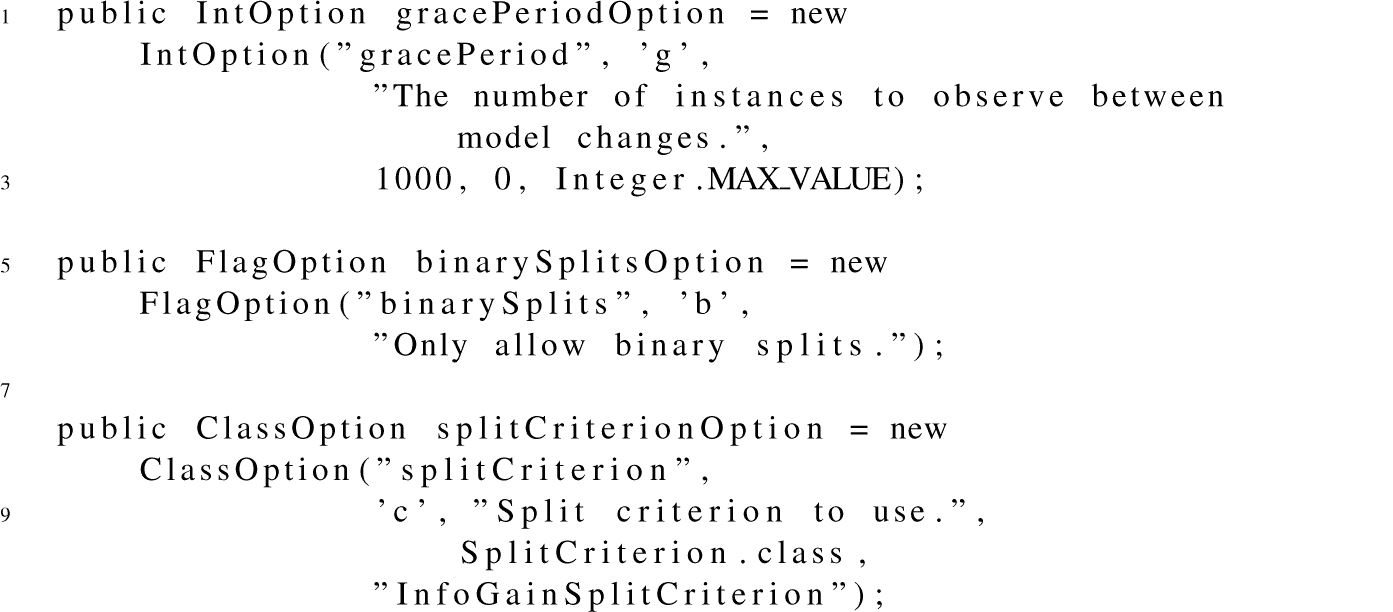 1 public IntOption gracePeriodOption = new
IntOption("gracePeriod", 'g',
"The number of instances to observe between
model changes.",
3 1000, 0, Integer.MAX_VALUE);
5 public FlagOption binarySplitsOption = new
FlagOption("binarySplits", 'b',
"Only allow binary splits.");
7
public ClassOption splitCriterionOption = new
ClassOption("splitCriterion",
9 'c', "Split criterion to use.",
SplitCriterion.class,
"InfoGainSplitCriterion");